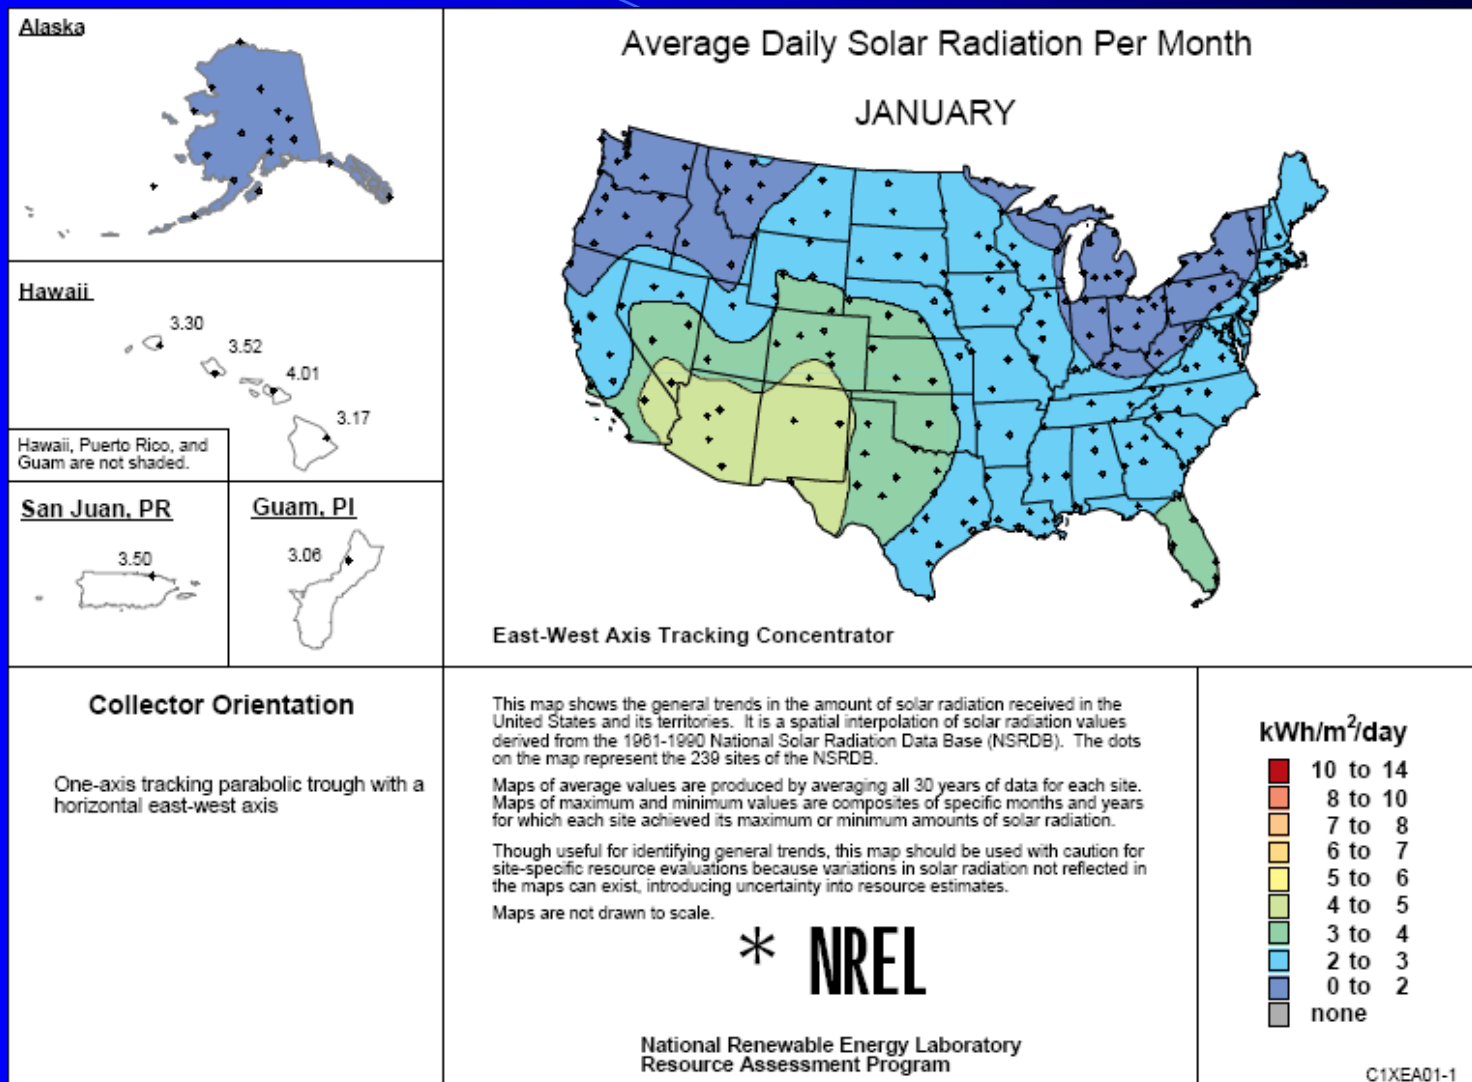 Alaska
Average Daily Solar Radiation Per Month
JANUARY
Hawaii
3.30
3.52
4.01
3.17
Hawaii, Puerto Rico, and
Guam are not shaded.
San Juan, PR
3.50
Guam, PI
3.06
East-West Axis Tracking Concentrator
Collector Orientation
One-axis tracking parabolic trough with a
horizontal east-west axis
This map shows the general trends in the amount of solar radiation received in the
United States and its territories. It is a spatial interpolation of solar radiation values
derived from the 1961-1990 National Solar Radiation Data Base (NSRDB). The dots
on the map represent the 239 sites of the NSRDB.
Maps of average values are produced by averaging all 30 years of data for each site.
Maps of maximum and minimum values are composites of specific months and years
for which each site achieved its maximum or minimum amounts of solar radiation.
Though useful for identifying general trends, this map should be used with caution for
site-specific resource evaluations because variations in solar radiation not reflected in
the maps can exist, introducing uncertainty into resource estimates.
Maps are not drawn to scale.
* NREL
National Renewable Energy Laboratory
Resource Assessment Program
kWh/m²/day
10 to 14
8 to 10
7 to 8
6 to 7
5 to 6
4 to 5
3 to 4
2 to 3
0 to 2
none
C1XEA01-1